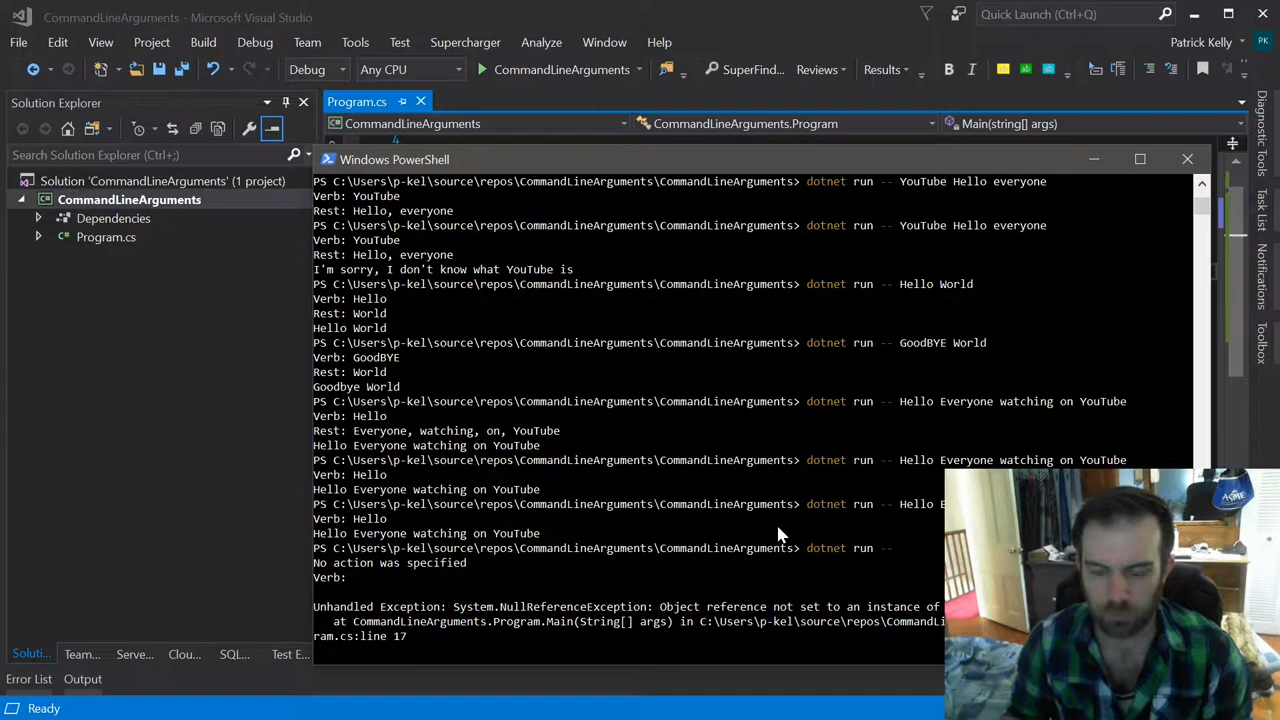 CommandLineArguments - Microsoft Visual Studio
Quick Launch (Ctrl+Q)
File Edit View Project Build Debug Team Tools Test Supercharger Analyze Window Help
Patrick Kelly PK
Debug Any CPU CommandLineArguments SuperFind... Reviews Results
Solution Explorer
Search Solution Explorer (Ctrl+;)
Solution 'CommandLineArguments' (1 project)
CommandLineArguments
Dependencies
Program.cs
Program.cs
CommandLineArguments CommandLineArguments.Program Main(string[] args)
4
Windows PowerShell
PS C:\Users\p-kel\source\repos\CommandLineArguments\CommandLineArguments> dotnet run -- YouTube Hello everyone
Verb: YouTube
Rest: Hello, everyone
PS C:\Users\p-kel\source\repos\CommandLineArguments\CommandLineArguments> dotnet run -- YouTube Hello everyone
Verb: YouTube
Rest: Hello, everyone
I'm sorry, I don't know what YouTube is
PS C:\Users\p-kel\source\repos\CommandLineArguments\CommandLineArguments> dotnet run -- Hello World
Verb: Hello
Rest: World
Hello World
PS C:\Users\p-kel\source\repos\CommandLineArguments\CommandLineArguments> dotnet run -- GoodBYE World
Verb: GoodBYE
Rest: World
Goodbye World
PS C:\Users\p-kel\source\repos\CommandLineArguments\CommandLineArguments> dotnet run -- Hello Everyone watching on YouTube
Verb: Hello
Rest: Everyone, watching, on, YouTube
Hello Everyone watching on YouTube
PS C:\Users\p-kel\source\repos\CommandLineArguments\CommandLineArguments> dotnet run -- Hello Everyone watching on YouTube
Verb: Hello
Hello Everyone watching on YouTube
PS C:\Users\p-kel\source\repos\CommandLineArguments\CommandLineArguments> dotnet run -- Hello E
Verb: Hello
Hello Everyone watching on YouTube
PS C:\Users\p-kel\source\repos\CommandLineArguments\CommandLineArguments> dotnet run --
No action was specified
Verb:
Unhandled Exception: System.NullReferenceException: Object reference not set to an instance of
at CommandLineArguments.Program.Main(String[] args) in C:\Users\p-kel\source\repos\CommandLi
ram.cs:line 17
Diagnostic Tools
Task List
Notifications
Toolbox
ACME
Soluti... Team... Serve... Clou... SQL... Test E...
Error List Output
Ready